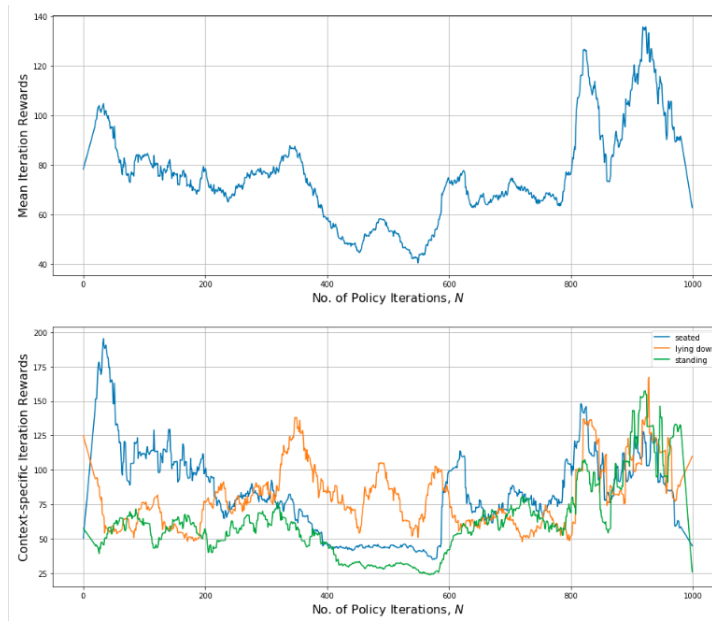 140
120
100
80
60
40
Mean Iteration Rewards
0 200 400 600 800 1000
No. of Policy Iterations, N
200
175
150
125
100
75
50
25
Context-specific Iteration Rewards
seated
lying down
standing
0 200 400 600 800 1000
No. of Policy Iterations, N